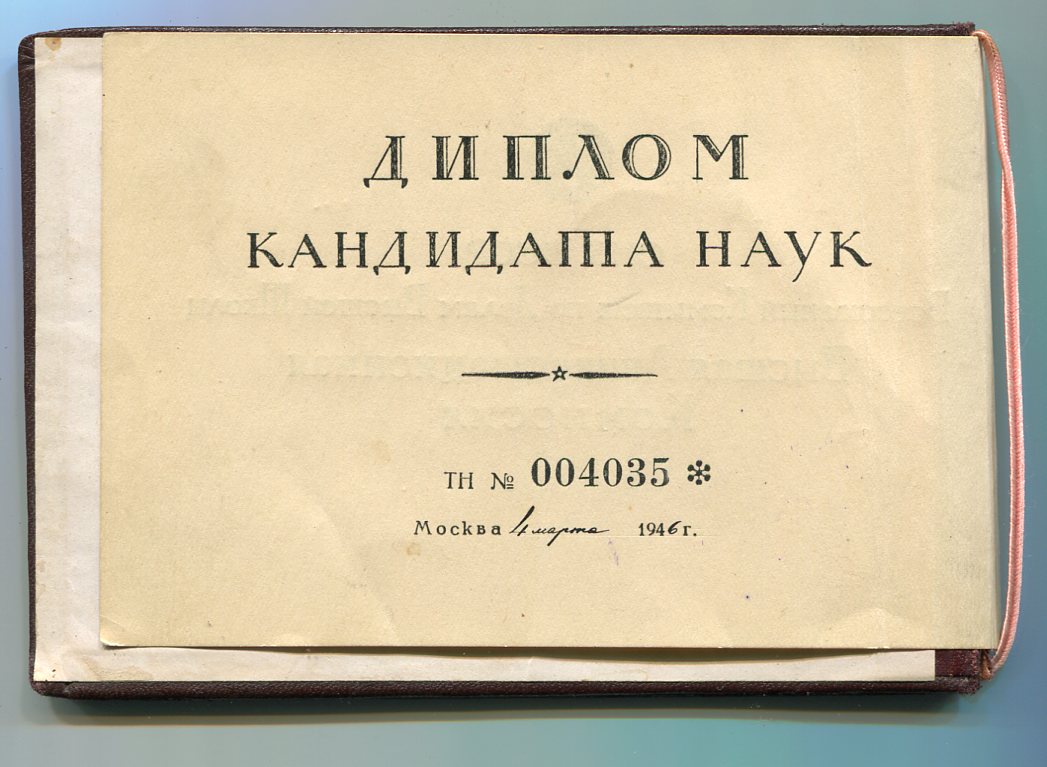 ДИПЛОМ
КАНДИДАТА НАУК
ТН № 004035 *
Москва 4 марта 1946 г.